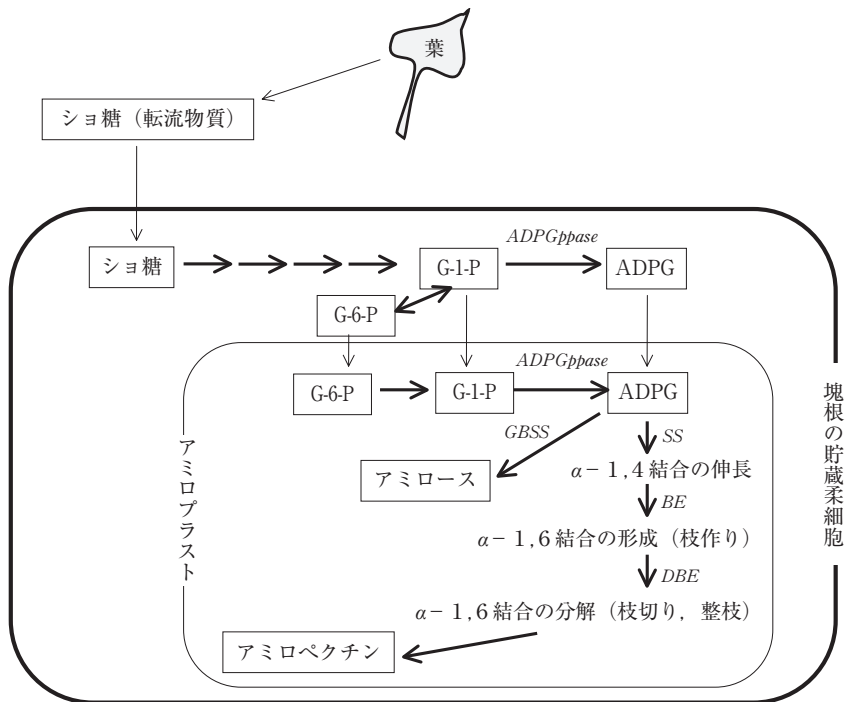 葉
ショ糖（転流物質）
ADPGppase
ショ糖
G-1-P
ADPG
G-6-P
ADPGppase
G-6-P
G-1-P
ADPG
GBSS
SS
アミロース
α−1,4結合の伸長
BE
α−1,6結合の形成（枝作り）
DBE
α−1,6結合の分解（枝切り，整枝）
アミロペクチン
アミロプラスト
塊根の貯蔵柔細胞